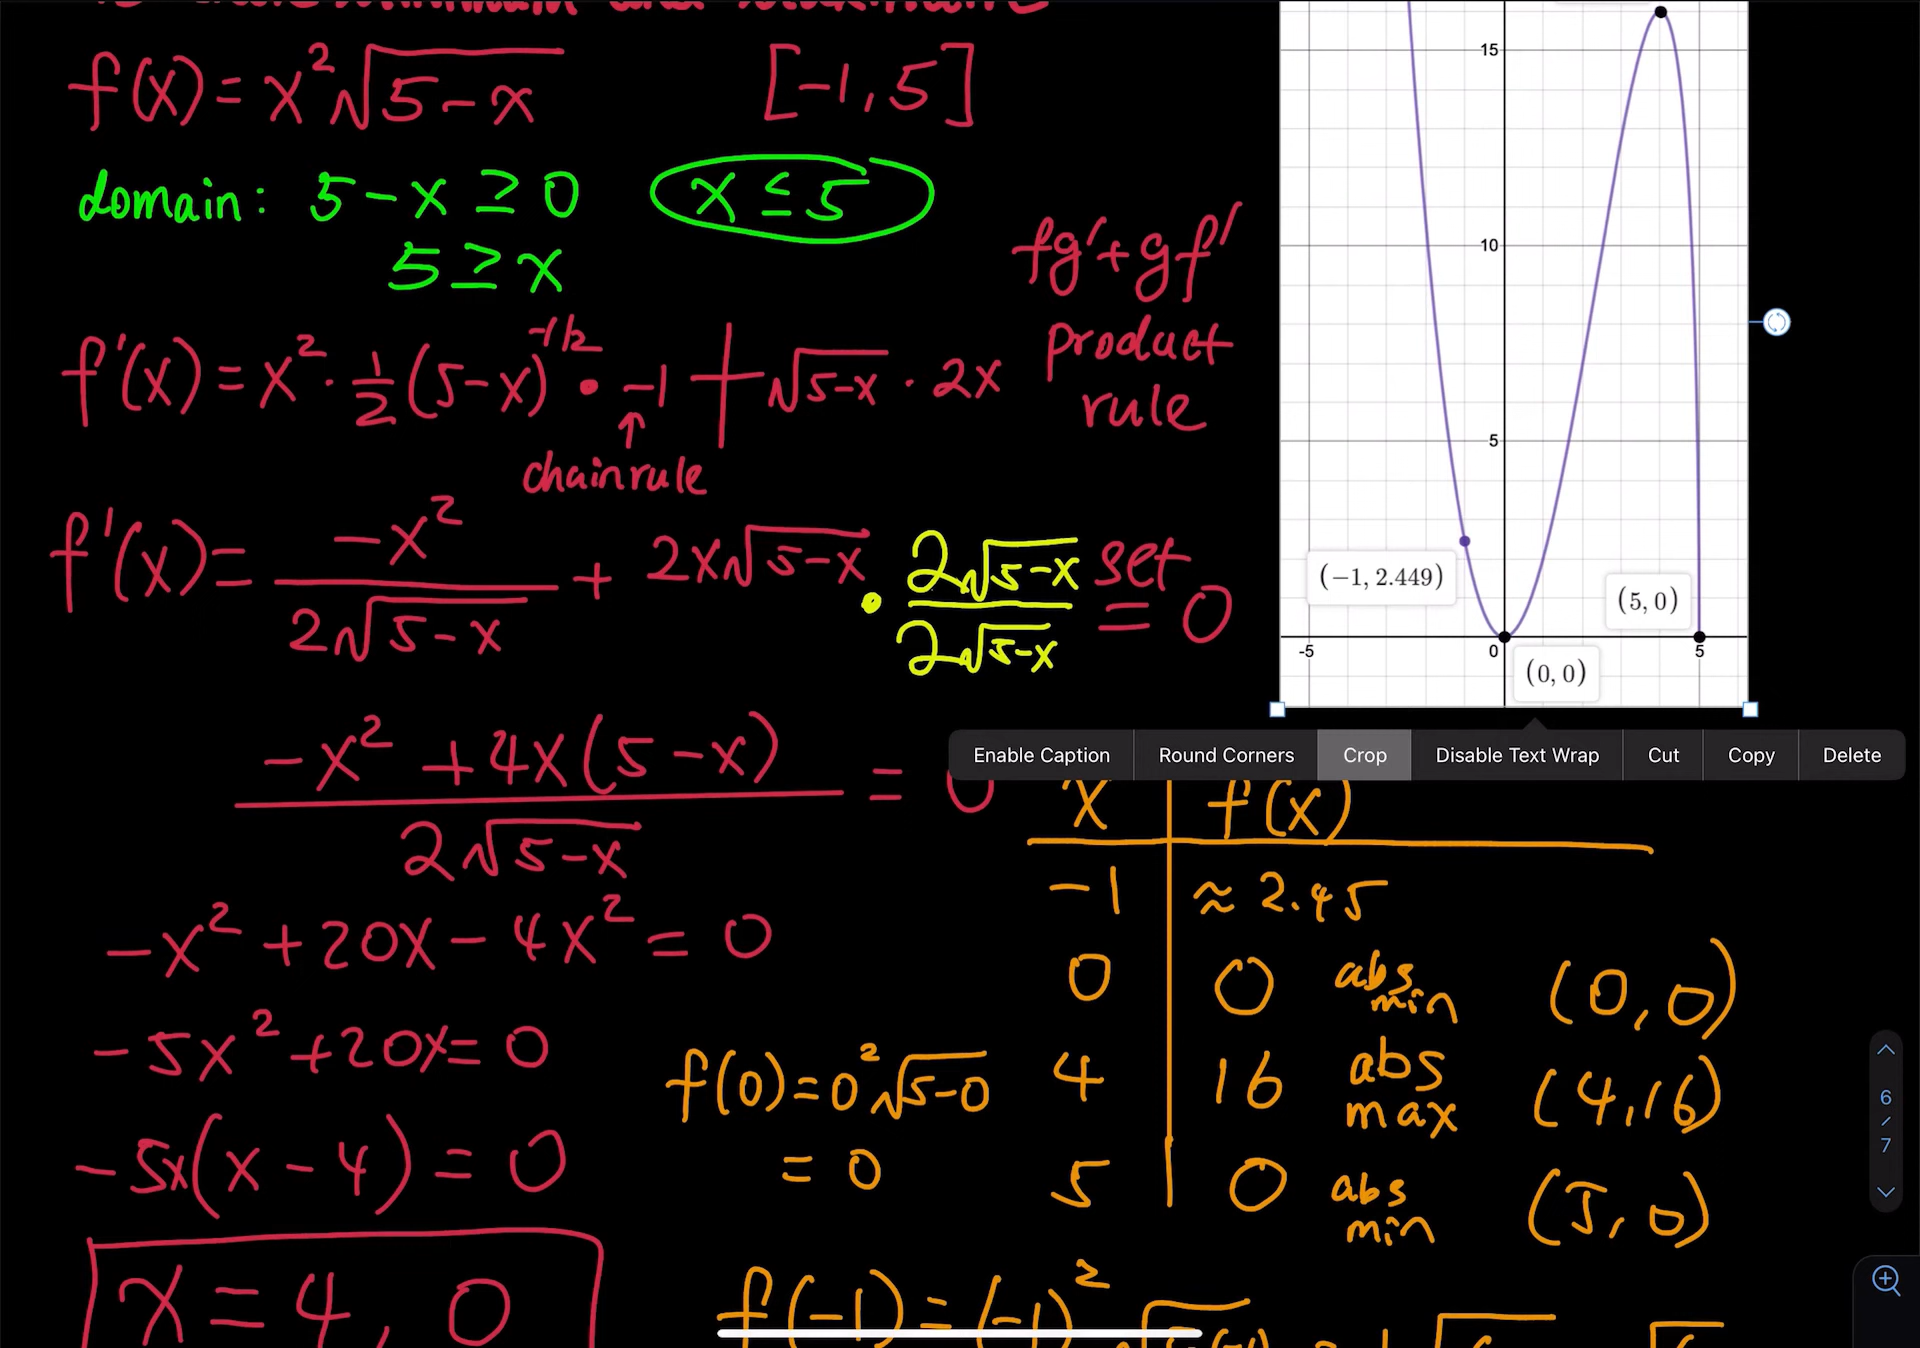 f(x) = x²√(5-x) [-1, 5]
domain: 5-x ≥ 0 x ≤ 5
5 ≥ x
fg' + gf'
product
rule
f'(x) = x² · 1/2 (5-x)^(-1/2) · -1 + √(5-x) · 2x
↑
chain rule
f'(x) = -x²/(2√(5-x)) + 2x√(5-x) · (2√(5-x))/(2√(5-x)) set = 0
(-x² + 4x(5-x))/(2√(5-x)) = 0
-x² + 20x - 4x² = 0
-5x² + 20x = 0
-5x(x-4) = 0
x = 4, 0
15
10
5
-5 0 5
(−1, 2.449)
(5, 0)
(0, 0)
Enable Caption Round Corners Crop Disable Text Wrap Cut Copy Delete
x f(x)
-1 ≈ 2.45
0 0 abs min (0, 0)
4 16 abs max (4, 16)
5 0 abs min (5, 0)
f(0) = 0²√(5-0)
= 0
f(-1) = (-1)²
6
/
7